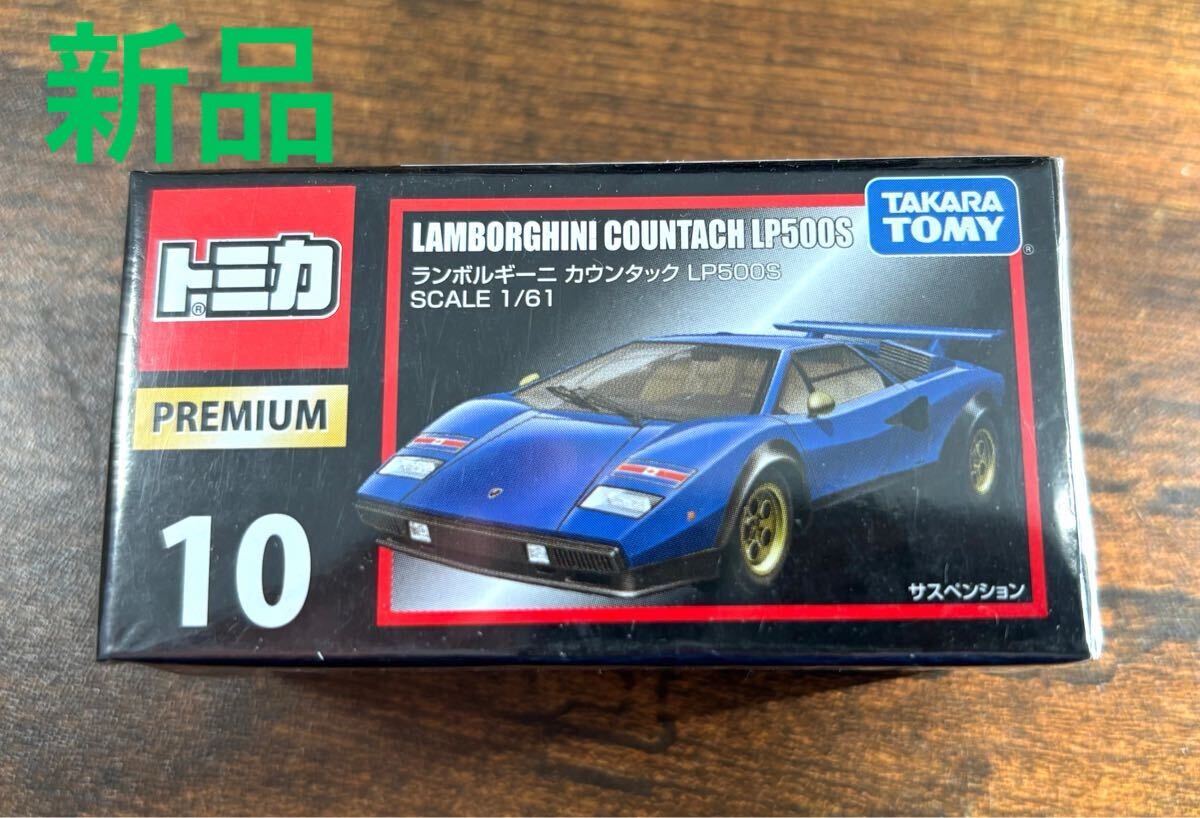 新品
トミカ
®
PREMIUM
10
LAMBORGHINI COUNTACH LP500S
ランボルギーニ カウンタック LP500S
SCALE 1/61
TAKARA
TOMY
®
サスペンション